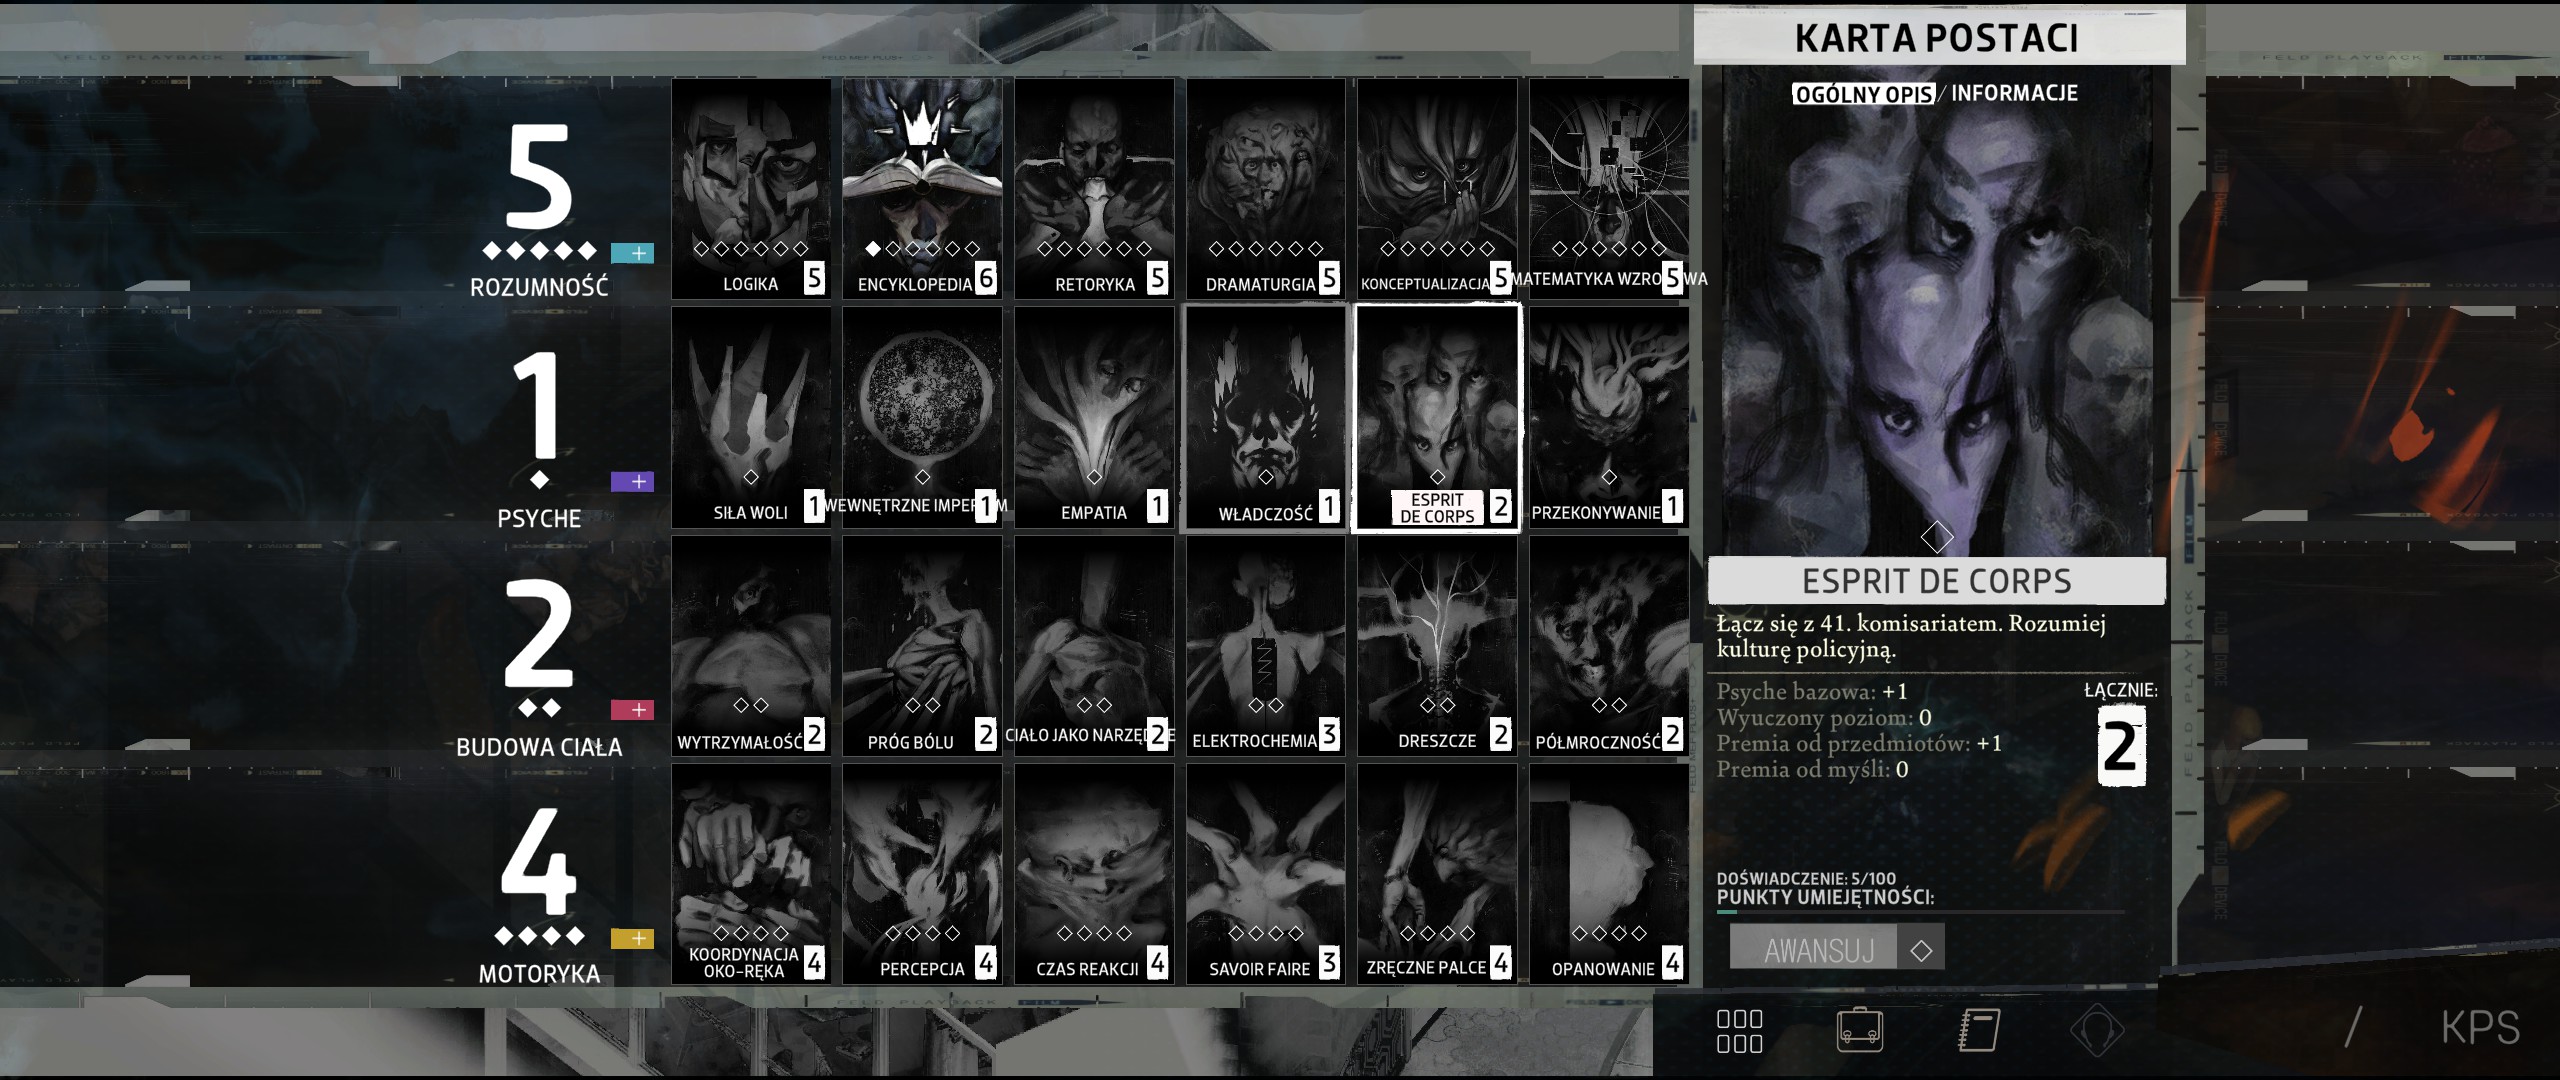 KARTA POSTACI
OGÓLNY OPIS / INFORMACJE
5
ROZUMNOŚĆ
LOGIKA 5
ENCYKLOPEDIA 6
RETORYKA 5
DRAMATURGIA 5
KONCEPTUALIZACJA 5
MATEMATYKA 5
1
PSYCHE
SIŁA WOLI 1
WEWNĘTRZNE 1
EMPATIA 1
WŁADCZOŚĆ 1
ESPRIT
DE CORPS 2
PRZEKONYWANIE 1
2
BUDOWA CIAŁA
WYTRZYMAŁOŚĆ 2
PRÓG BÓLU 2
CIAŁO JAKO 2
ELEKTROCHEMIA 3
DRESZCZE 2
PÓŁMROCZNOŚĆ 2
4
MOTORYKA
KOORDYNACJA
OKO-RĘKA 4
PERCEPCJA 4
CZAS REAKCJI 4
SAVOIR FAIRE 3
ZRĘCZNE PALCE 4
OPANOWANIE 4
ESPRIT DE CORPS
Łącz się z 41. komisariatem. Rozumiej
kulturę policyjną.
Psyche bazowa: +1
Wyuczony poziom: 0
Premia od przedmiotów: +1
Premia od myśli: 0
ŁĄCZNIE:
2
DOŚWIADCZENIE: 5/100
PUNKTY UMIEJĘTNOŚCI:
AWANSUJ
/ KPS